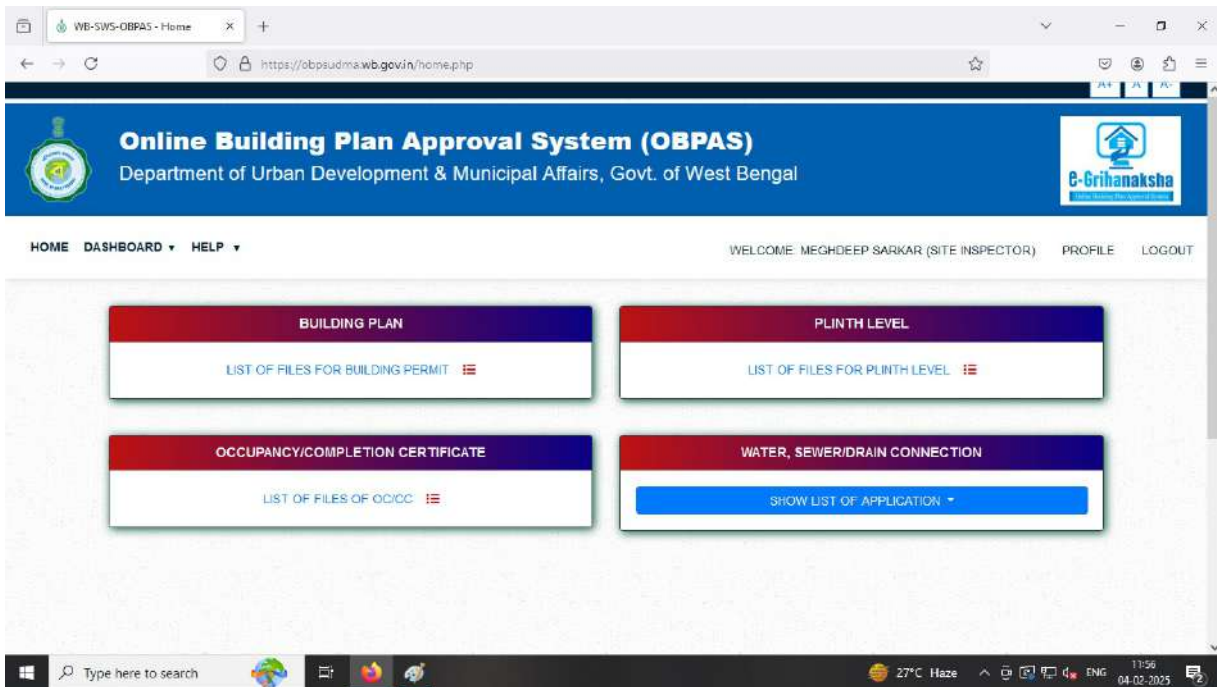 WB-SWS-OBPAS - Home
https://obpsudma.wb.gov.in/home.php
A+ A A-
Online Building Plan Approval System (OBPAS)
Department of Urban Development & Municipal Affairs, Govt. of West Bengal
e-Grihanaksha
HOME DASHBOARD HELP WELCOME: MEGHDEEP SARKAR (SITE INSPECTOR) PROFILE LOGOUT
BUILDING PLAN
LIST OF FILES FOR BUILDING PERMIT
PLINTH LEVEL
LIST OF FILES FOR PLINTH LEVEL
OCCUPANCY/COMPLETION CERTIFICATE
LIST OF FILES OF OC/CC
WATER, SEWER/DRAIN CONNECTION
SHOW LIST OF APPLICATION
Type here to search
27°C Haze
ENG
11:56
04-02-2025
2